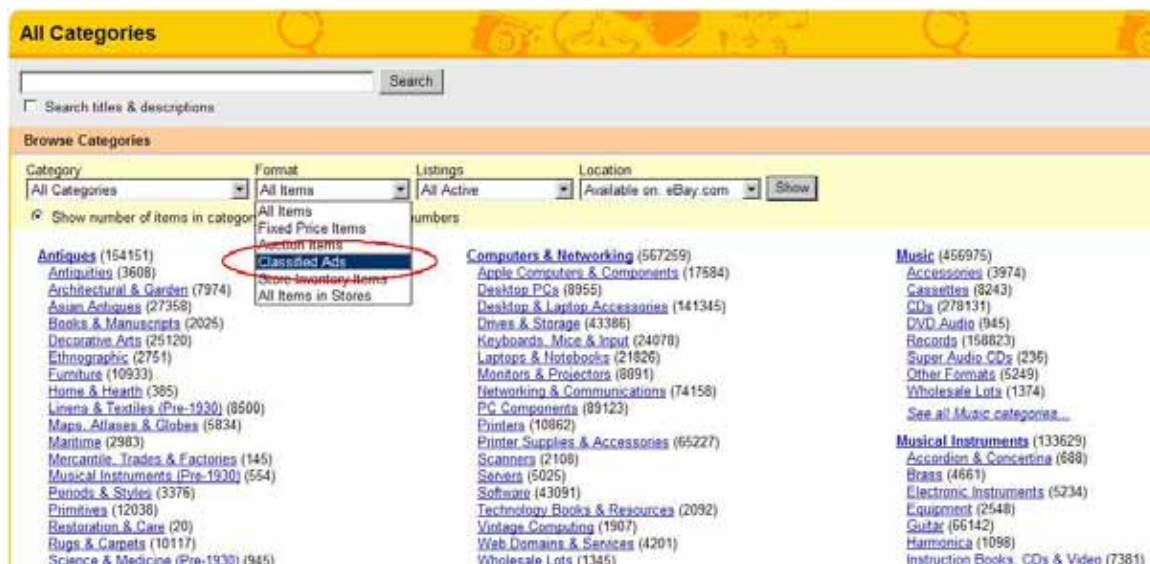 All Categories
Search
Search titles & descriptions
Browse Categories
Category Format Listings Location
All Categories All Items All Active Available on: eBay.com Show
Show number of items in categor umbers
All Items
Fixed Price Items
Auction Items
Classified Ads
Store Inventory Items
All Items in Stores
Antiques (154151)
Antiquities (3608)
Architectural & Garden (7974)
Asian Antiques (27358)
Books & Manuscripts (2025)
Decorative Arts (25120)
Ethnographic (2751)
Furniture (10933)
Home & Hearth (385)
Linens & Textiles (Pre-1930) (8500)
Maps, Atlases & Globes (5834)
Maritime (2983)
Mercantile, Trades & Factories (145)
Musical Instruments (Pre-1930) (554)
Periods & Styles (3376)
Primitives (12038)
Restoration & Care (20)
Rugs & Carpets (10117)
Science & Medicine (Pre-1930) (945)
Computers & Networking (567259)
Apple Computers & Components (17584)
Desktop PCs (8955)
Desktop & Laptop Accessories (141345)
Drives & Storage (43386)
Keyboards, Mice & Input (24078)
Laptops & Notebooks (21826)
Monitors & Projectors (8891)
Networking & Communications (74158)
PC Components (89123)
Printers (10862)
Printer Supplies & Accessories (65227)
Scanners (2108)
Servers (5025)
Software (43091)
Technology Books & Resources (2092)
Vintage Computing (1907)
Web Domains & Services (4201)
Wholesale Lots (1345)
Music (456975)
Accessories (3974)
Cassettes (8243)
CDs (278131)
DVD Audio (945)
Records (158823)
Super Audio CDs (236)
Other Formats (5249)
Wholesale Lots (1374)
See all Music categories...
Musical Instruments (133629)
Accordion & Concertina (688)
Brass (4661)
Electronic Instruments (5234)
Equipment (2548)
Guitar (66142)
Harmonica (1098)
Instruction Books, CDs & Video (7381)